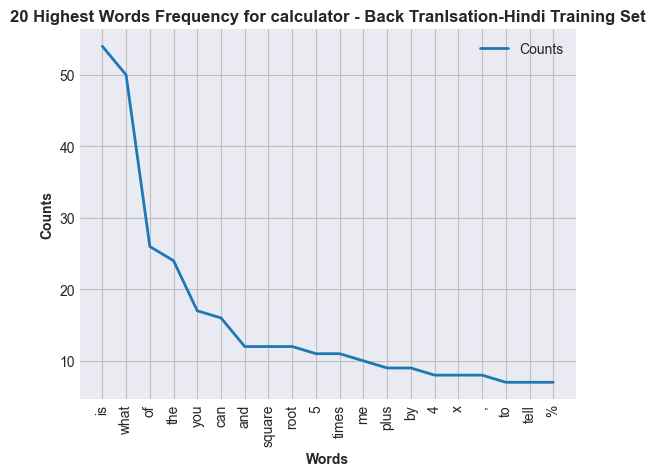 20 Highest Words Frequency for calculator - Back Tranlsation-Hindi Training Set
Counts
50
40
30
20
10
Counts
is
what
of
the
you
can
and
square
root
5
times
me
plus
by
4
x
,
to
tell
%
Words